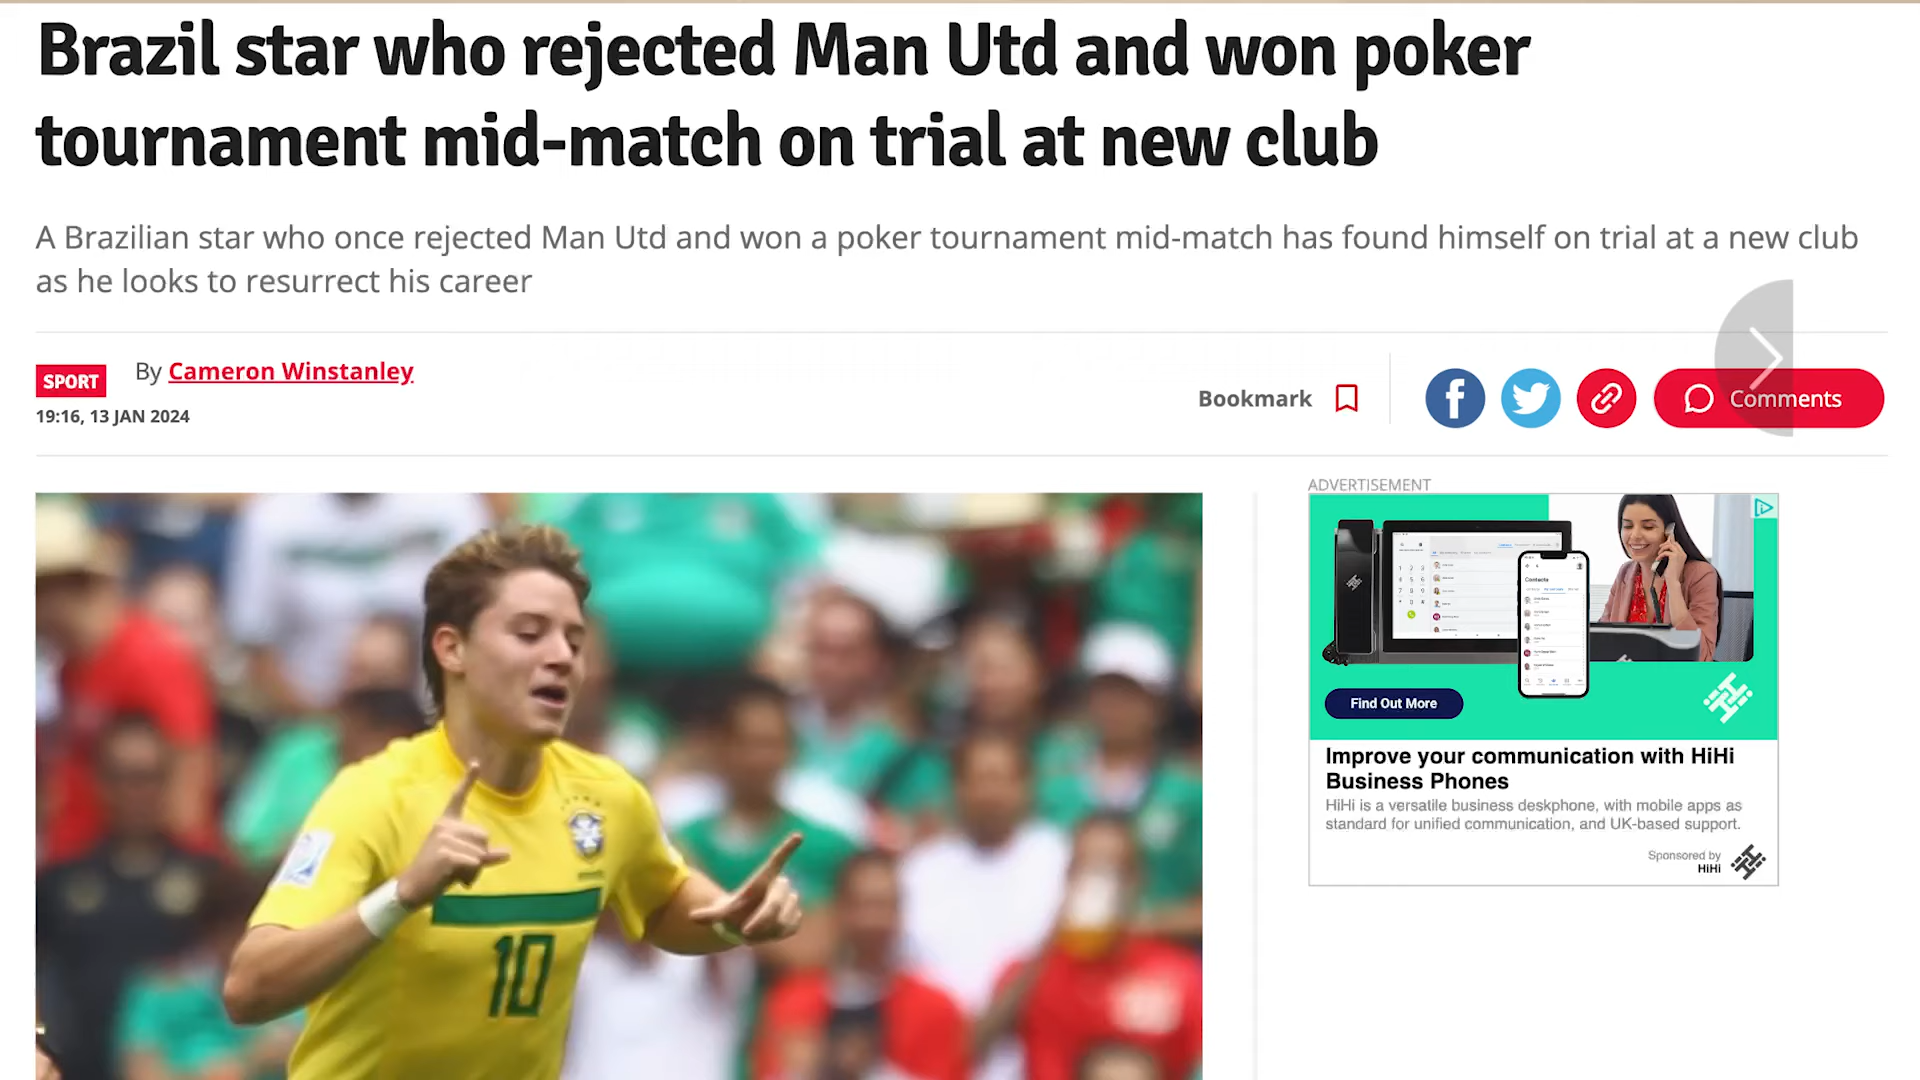 Brazil star who rejected Man Utd and won poker
tournament mid-match on trial at new club
A Brazilian star who once rejected Man Utd and won a poker tournament mid-match has found himself on trial at a new club
as he looks to resurrect his career
SPORT
By Cameron Winstanley
19:16, 13 JAN 2024
Bookmark
Comments
ADVERTISEMENT
Contacts
Find Out More
Improve your communication with HiHi
Business Phones
HiHi is a versatile business deskphone, with mobile apps as
standard for unified communication, and UK-based support.
Sponsored by
HiHi
10